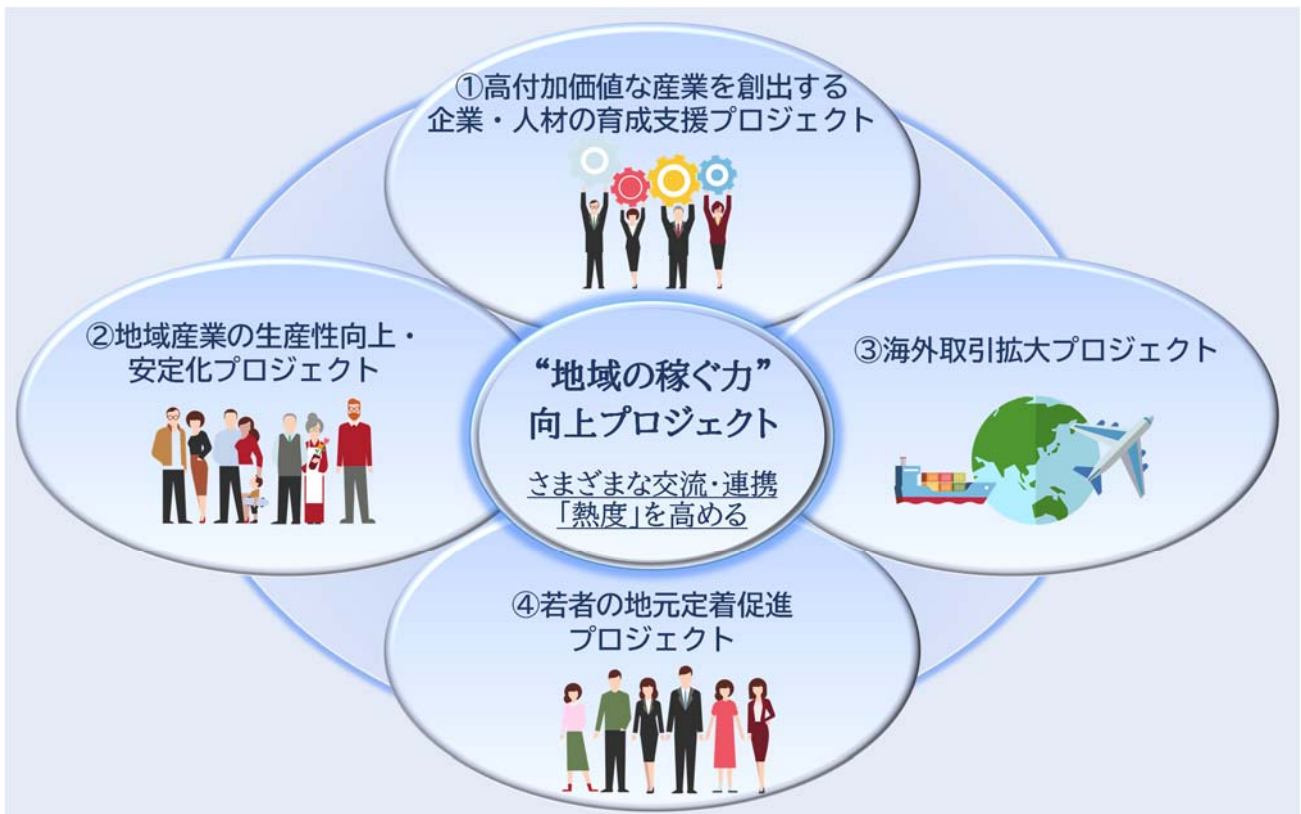 ①高付加価値な産業を創出する
企業・人材の育成支援プロジェクト
②地域産業の生産性向上・
安定化プロジェクト
“地域の稼ぐ力”
向上プロジェクト
さまざまな交流・連携
「熱度」を高める
③海外取引拡大プロジェクト
④若者の地元定着促進
プロジェクト